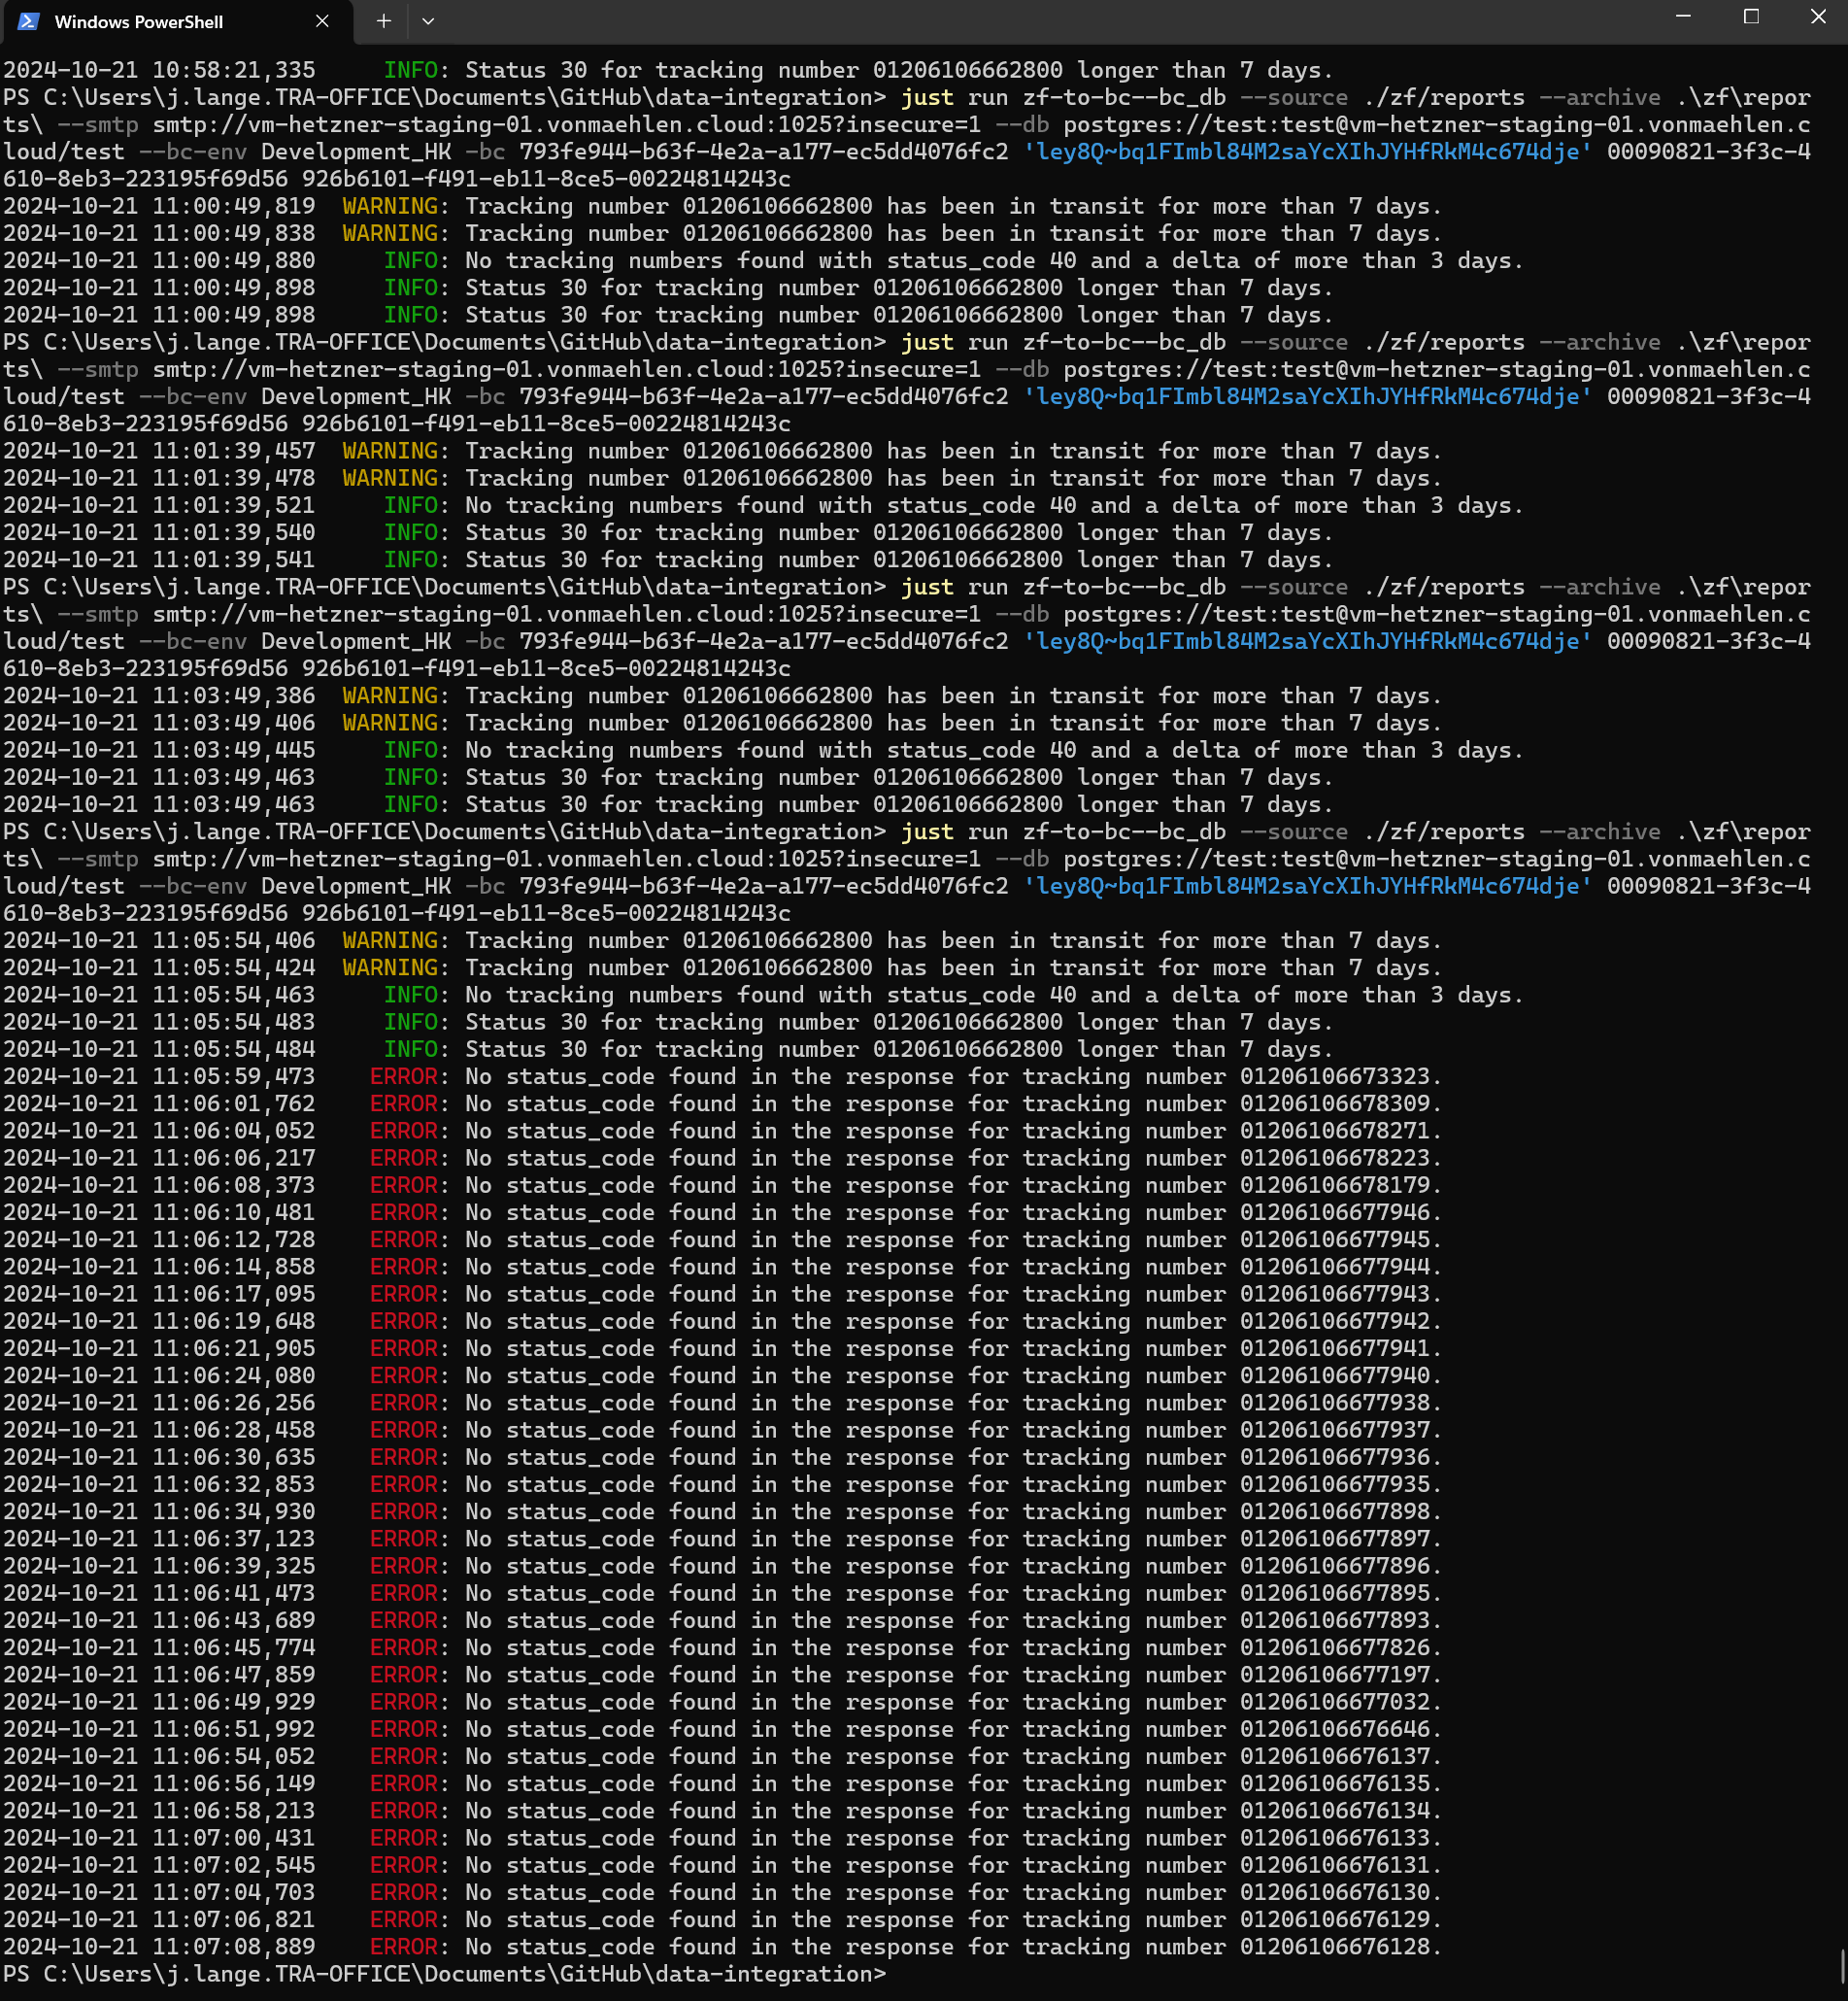 Windows PowerShell
2024-10-21 10:58:21,335     INFO: Status 30 for tracking number 01206106662800 longer than 7 days.
PS C:\Users\j.lange.TRA-OFFICE\Documents\GitHub\data-integration> just run zf-to-bc--bc_db --source ./zf/reports --archive .\zf\repor
ts\ --smtp smtp://vm-hetzner-staging-01.vonmaehlen.cloud:1025?insecure=1 --db postgres://test:test@vm-hetzner-staging-01.vonmaehlen.c
loud/test --bc-env Development_HK -bc 793fe944-b63f-4e2a-a177-ec5dd4076fc2 'ley8Q~bq1FImbl84M2saYcXIhJYHfRkM4c674dje' 00090821-3f3c-4
610-8eb3-223195f69d56 926b6101-f491-eb11-8ce5-00224814243c
2024-10-21 11:00:49,819  WARNING: Tracking number 01206106662800 has been in transit for more than 7 days.
2024-10-21 11:00:49,838  WARNING: Tracking number 01206106662800 has been in transit for more than 7 days.
2024-10-21 11:00:49,880     INFO: No tracking numbers found with status_code 40 and a delta of more than 3 days.
2024-10-21 11:00:49,898     INFO: Status 30 for tracking number 01206106662800 longer than 7 days.
2024-10-21 11:00:49,898     INFO: Status 30 for tracking number 01206106662800 longer than 7 days.
PS C:\Users\j.lange.TRA-OFFICE\Documents\GitHub\data-integration> just run zf-to-bc--bc_db --source ./zf/reports --archive .\zf\repor
ts\ --smtp smtp://vm-hetzner-staging-01.vonmaehlen.cloud:1025?insecure=1 --db postgres://test:test@vm-hetzner-staging-01.vonmaehlen.c
loud/test --bc-env Development_HK -bc 793fe944-b63f-4e2a-a177-ec5dd4076fc2 'ley8Q~bq1FImbl84M2saYcXIhJYHfRkM4c674dje' 00090821-3f3c-4
610-8eb3-223195f69d56 926b6101-f491-eb11-8ce5-00224814243c
2024-10-21 11:01:39,457  WARNING: Tracking number 01206106662800 has been in transit for more than 7 days.
2024-10-21 11:01:39,478  WARNING: Tracking number 01206106662800 has been in transit for more than 7 days.
2024-10-21 11:01:39,521     INFO: No tracking numbers found with status_code 40 and a delta of more than 3 days.
2024-10-21 11:01:39,540     INFO: Status 30 for tracking number 01206106662800 longer than 7 days.
2024-10-21 11:01:39,541     INFO: Status 30 for tracking number 01206106662800 longer than 7 days.
PS C:\Users\j.lange.TRA-OFFICE\Documents\GitHub\data-integration> just run zf-to-bc--bc_db --source ./zf/reports --archive .\zf\repor
ts\ --smtp smtp://vm-hetzner-staging-01.vonmaehlen.cloud:1025?insecure=1 --db postgres://test:test@vm-hetzner-staging-01.vonmaehlen.c
loud/test --bc-env Development_HK -bc 793fe944-b63f-4e2a-a177-ec5dd4076fc2 'ley8Q~bq1FImbl84M2saYcXIhJYHfRkM4c674dje' 00090821-3f3c-4
610-8eb3-223195f69d56 926b6101-f491-eb11-8ce5-00224814243c
2024-10-21 11:03:49,386  WARNING: Tracking number 01206106662800 has been in transit for more than 7 days.
2024-10-21 11:03:49,406  WARNING: Tracking number 01206106662800 has been in transit for more than 7 days.
2024-10-21 11:03:49,445     INFO: No tracking numbers found with status_code 40 and a delta of more than 3 days.
2024-10-21 11:03:49,463     INFO: Status 30 for tracking number 01206106662800 longer than 7 days.
2024-10-21 11:03:49,463     INFO: Status 30 for tracking number 01206106662800 longer than 7 days.
PS C:\Users\j.lange.TRA-OFFICE\Documents\GitHub\data-integration> just run zf-to-bc--bc_db --source ./zf/reports --archive .\zf\repor
ts\ --smtp smtp://vm-hetzner-staging-01.vonmaehlen.cloud:1025?insecure=1 --db postgres://test:test@vm-hetzner-staging-01.vonmaehlen.c
loud/test --bc-env Development_HK -bc 793fe944-b63f-4e2a-a177-ec5dd4076fc2 'ley8Q~bq1FImbl84M2saYcXIhJYHfRkM4c674dje' 00090821-3f3c-4
610-8eb3-223195f69d56 926b6101-f491-eb11-8ce5-00224814243c
2024-10-21 11:05:54,406  WARNING: Tracking number 01206106662800 has been in transit for more than 7 days.
2024-10-21 11:05:54,424  WARNING: Tracking number 01206106662800 has been in transit for more than 7 days.
2024-10-21 11:05:54,463     INFO: No tracking numbers found with status_code 40 and a delta of more than 3 days.
2024-10-21 11:05:54,483     INFO: Status 30 for tracking number 01206106662800 longer than 7 days.
2024-10-21 11:05:54,484     INFO: Status 30 for tracking number 01206106662800 longer than 7 days.
2024-10-21 11:05:59,473    ERROR: No status_code found in the response for tracking number 01206106673323.
2024-10-21 11:06:01,762    ERROR: No status_code found in the response for tracking number 01206106678309.
2024-10-21 11:06:04,052    ERROR: No status_code found in the response for tracking number 01206106678271.
2024-10-21 11:06:06,217    ERROR: No status_code found in the response for tracking number 01206106678223.
2024-10-21 11:06:08,373    ERROR: No status_code found in the response for tracking number 01206106678179.
2024-10-21 11:06:10,481    ERROR: No status_code found in the response for tracking number 01206106677946.
2024-10-21 11:06:12,728    ERROR: No status_code found in the response for tracking number 01206106677945.
2024-10-21 11:06:14,858    ERROR: No status_code found in the response for tracking number 01206106677944.
2024-10-21 11:06:17,095    ERROR: No status_code found in the response for tracking number 01206106677943.
2024-10-21 11:06:19,648    ERROR: No status_code found in the response for tracking number 01206106677942.
2024-10-21 11:06:21,905    ERROR: No status_code found in the response for tracking number 01206106677941.
2024-10-21 11:06:24,080    ERROR: No status_code found in the response for tracking number 01206106677940.
2024-10-21 11:06:26,256    ERROR: No status_code found in the response for tracking number 01206106677938.
2024-10-21 11:06:28,458    ERROR: No status_code found in the response for tracking number 01206106677937.
2024-10-21 11:06:30,635    ERROR: No status_code found in the response for tracking number 01206106677936.
2024-10-21 11:06:32,853    ERROR: No status_code found in the response for tracking number 01206106677935.
2024-10-21 11:06:34,930    ERROR: No status_code found in the response for tracking number 01206106677898.
2024-10-21 11:06:37,123    ERROR: No status_code found in the response for tracking number 01206106677897.
2024-10-21 11:06:39,325    ERROR: No status_code found in the response for tracking number 01206106677896.
2024-10-21 11:06:41,473    ERROR: No status_code found in the response for tracking number 01206106677895.
2024-10-21 11:06:43,689    ERROR: No status_code found in the response for tracking number 01206106677893.
2024-10-21 11:06:45,774    ERROR: No status_code found in the response for tracking number 01206106677826.
2024-10-21 11:06:47,859    ERROR: No status_code found in the response for tracking number 01206106677197.
2024-10-21 11:06:49,929    ERROR: No status_code found in the response for tracking number 01206106677032.
2024-10-21 11:06:51,992    ERROR: No status_code found in the response for tracking number 01206106676646.
2024-10-21 11:06:54,052    ERROR: No status_code found in the response for tracking number 01206106676137.
2024-10-21 11:06:56,149    ERROR: No status_code found in the response for tracking number 01206106676135.
2024-10-21 11:06:58,213    ERROR: No status_code found in the response for tracking number 01206106676134.
2024-10-21 11:07:00,431    ERROR: No status_code found in the response for tracking number 01206106676133.
2024-10-21 11:07:02,545    ERROR: No status_code found in the response for tracking number 01206106676131.
2024-10-21 11:07:04,703    ERROR: No status_code found in the response for tracking number 01206106676130.
2024-10-21 11:07:06,821    ERROR: No status_code found in the response for tracking number 01206106676129.
2024-10-21 11:07:08,889    ERROR: No status_code found in the response for tracking number 01206106676128.
PS C:\Users\j.lange.TRA-OFFICE\Documents\GitHub\data-integration>